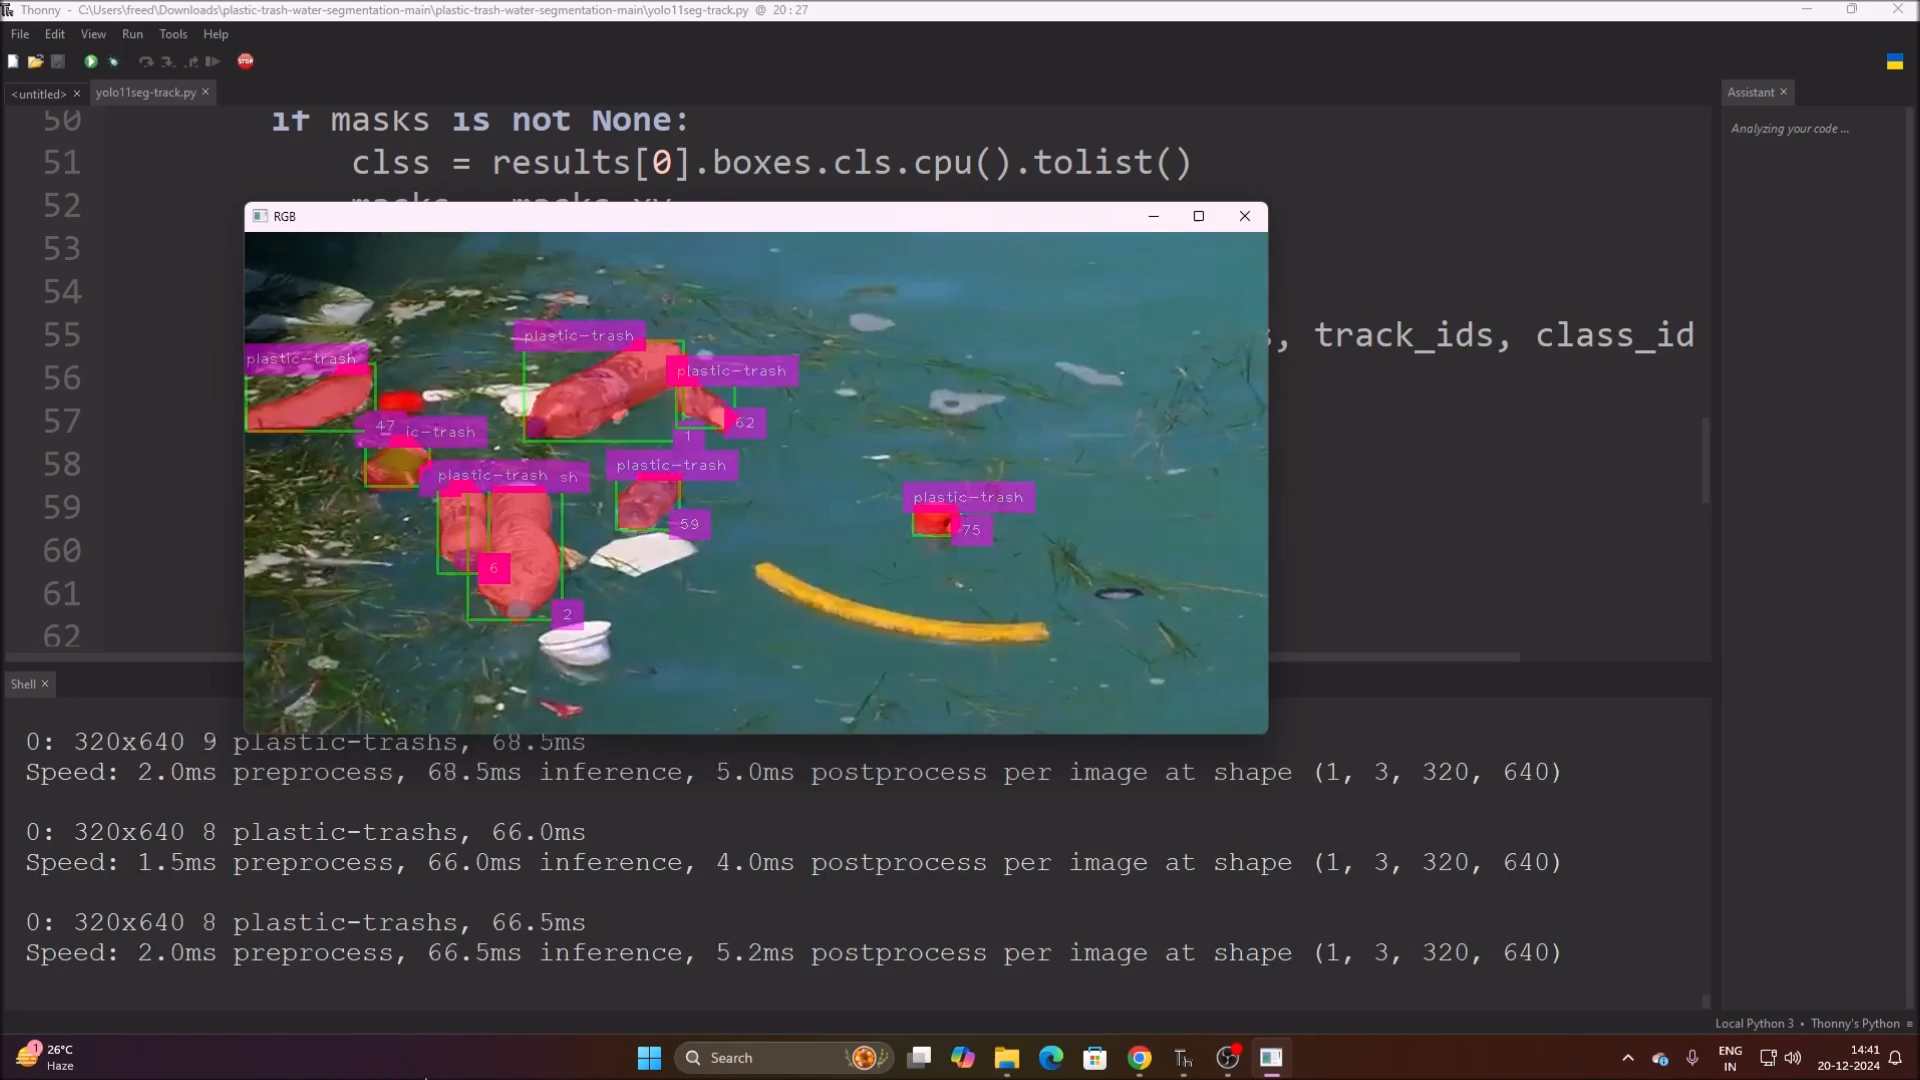 Thonny - C:\Users\freed\Downloads\plastic-trash-water-segmentation-main\plastic-trash-water-segmentation-main\yolo11seg-track.py @ 20 : 27
File Edit View Run Tools Help
STOP
<untitled> × yolo11seg-track.py ×
Assistant ×
Analyzing your code ...
50 if masks is not None:
51 clss = results[0].boxes.cls.cpu().tolist()
52
53
54
55 , track_ids, class_id
56
57
58
59
60
61
62
RGB
plastic-trash
plastic-trash
plastic-trash
62
47 ic-trash
1
plastic-trash
plastic-trash sh
plastic-trash
59
75
6
2
Shell ×
0: 320x640 9 plastic-trashs, 68.5ms
Speed: 2.0ms preprocess, 68.5ms inference, 5.0ms postprocess per image at shape (1, 3, 320, 640)
0: 320x640 8 plastic-trashs, 66.0ms
Speed: 1.5ms preprocess, 66.0ms inference, 4.0ms postprocess per image at shape (1, 3, 320, 640)
0: 320x640 8 plastic-trashs, 66.5ms
Speed: 2.0ms preprocess, 66.5ms inference, 5.2ms postprocess per image at shape (1, 3, 320, 640)
Local Python 3 • Thonny's Python ≡
1
26°C
Haze
Search
Th
ENG
IN
14:41
20-12-2024